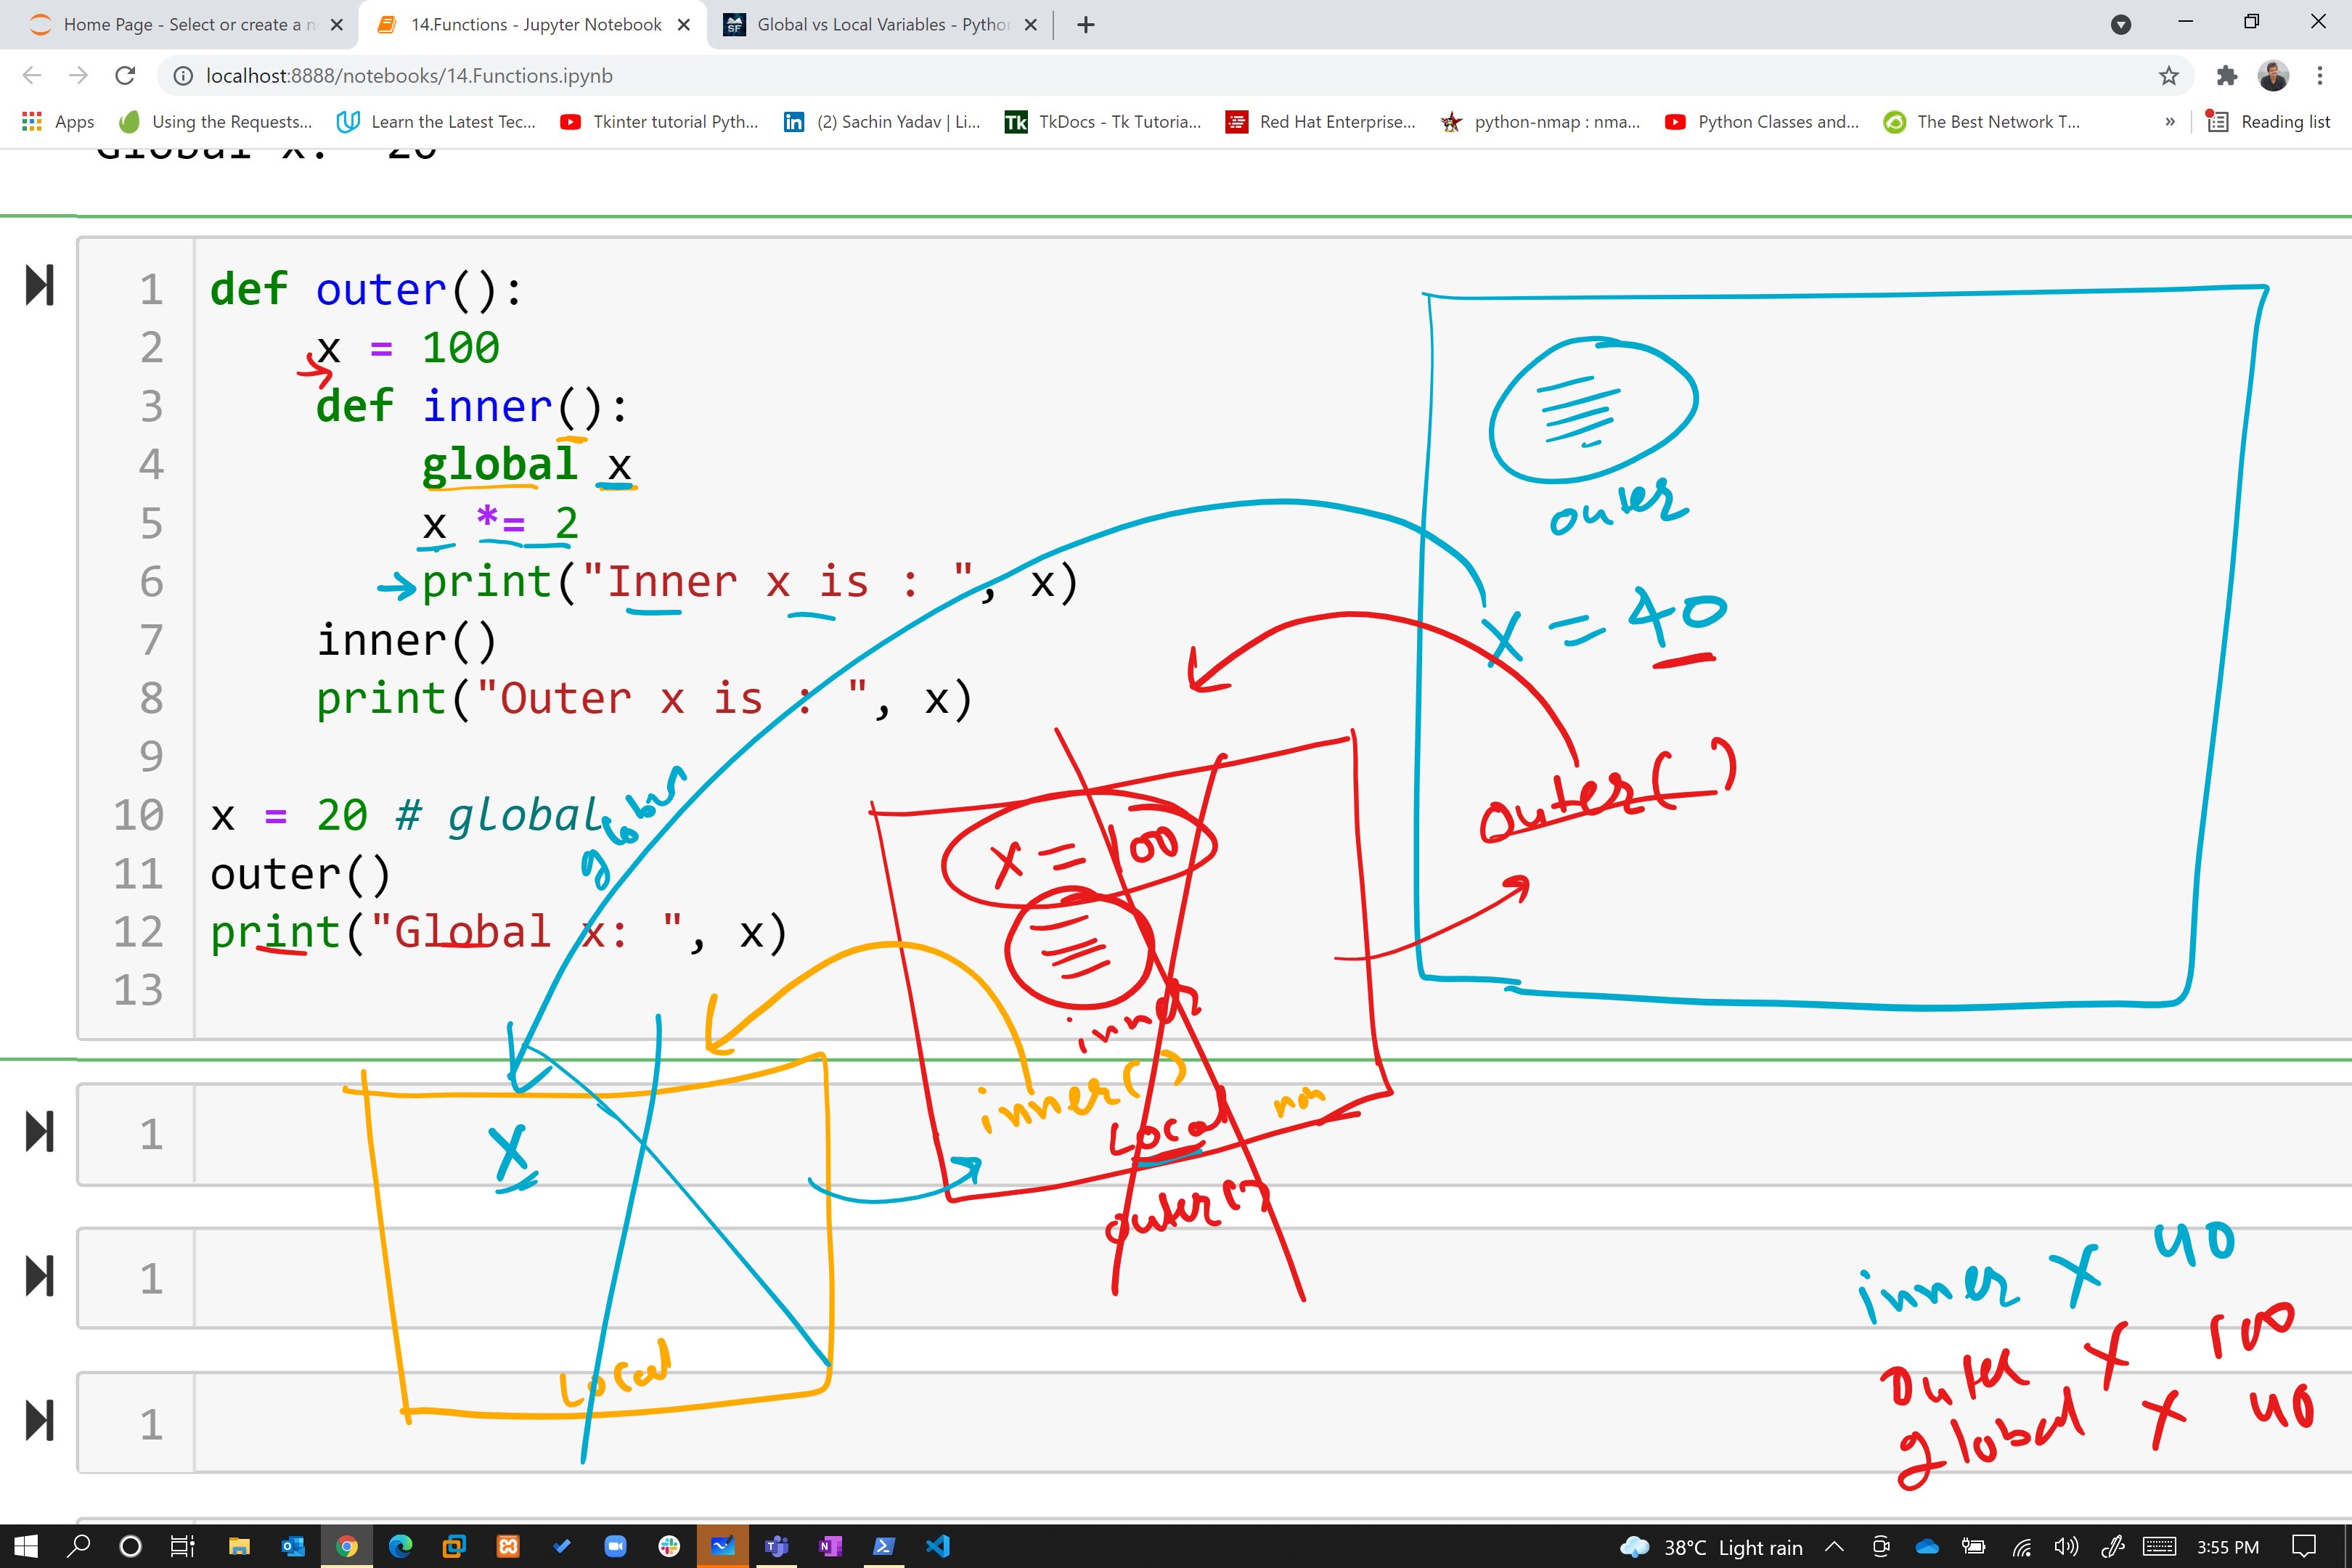 Home Page - Select or create a n
14.Functions - Jupyter Notebook
Global vs Local Variables - Python
localhost:8888/notebooks/14.Functions.ipynb
Apps
Using the Requests...
Learn the Latest Tec...
Tkinter tutorial Pyth...
(2) Sachin Yadav | Li...
Tk
TkDocs - Tk Tutoria...
Red Hat Enterprise...
python-nmap : nma...
Python Classes and...
The Best Network T...
»
Reading list
Global x: 20
1 def outer():
2 x = 100
3 def inner():
4 global x
5 x *= 2
6 print("Inner x is : ", x)
7 inner()
8 print("Outer x is : ", x)
9
10 x = 20 # global
11 outer()
12 print("Global x: ", x)
13
outer
x = 40
outer()
global
x = 100
inner
inner()
Local
non
outer()
x
Local
1
1
1
inner x 40
outer x 100
global x 40
38°C Light rain
3:55 PM